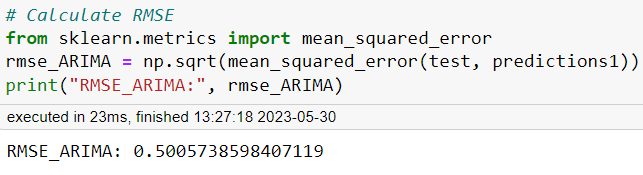 # Calculate RMSE
from sklearn.metrics import mean_squared_error
rmse_ARIMA = np.sqrt(mean_squared_error(test, predictions1))
print("RMSE_ARIMA:", rmse_ARIMA)
executed in 23ms, finished 13:27:18 2023-05-30
RMSE_ARIMA: 0.5005738598407119